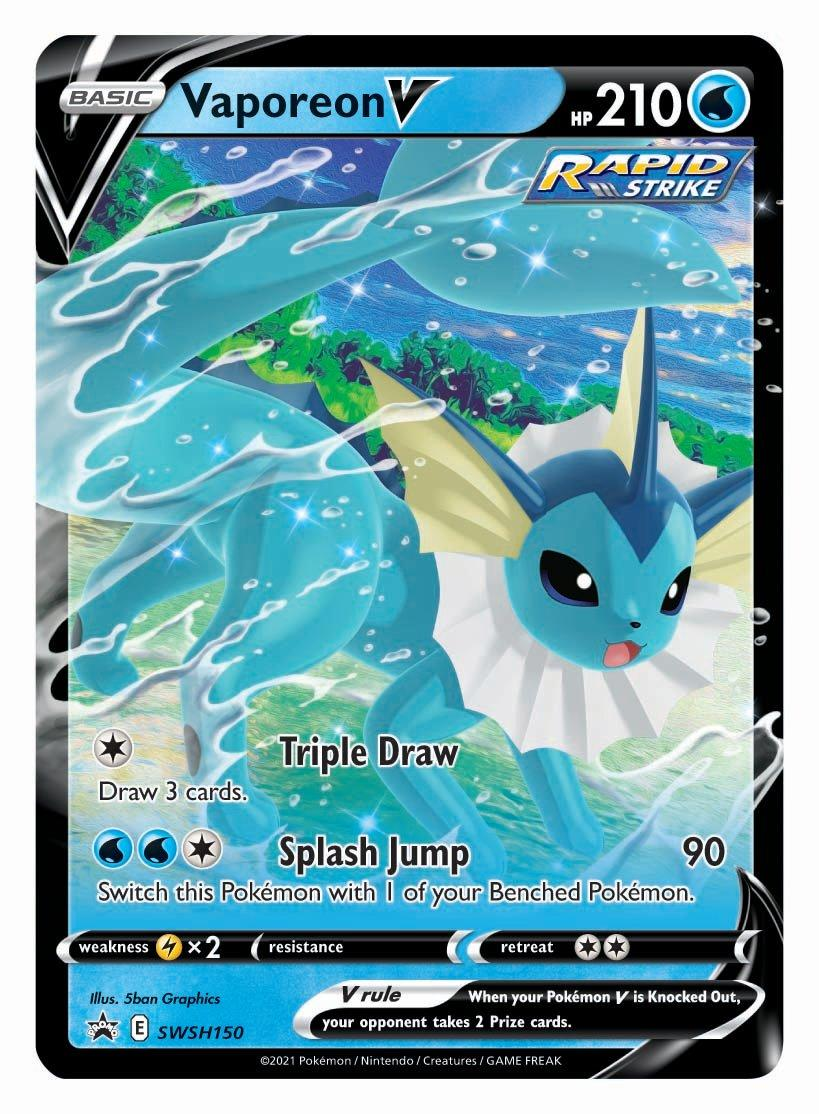 BASIC
Vaporeon V
HP 210
RAPID
STRIKE
Triple Draw
Draw 3 cards.
Splash Jump 90
Switch this Pokémon with 1 of your Benched Pokémon.
weakness ×2 resistance retreat
Illus. 5ban Graphics
V rule When your Pokémon V is Knocked Out,
your opponent takes 2 Prize cards.
PROMO E SWSH150
©2021 Pokémon / Nintendo / Creatures / GAME FREAK